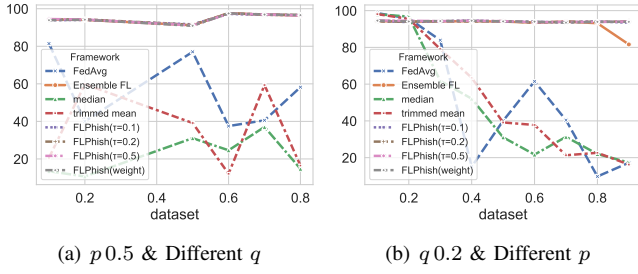 100
80
60
40
20
Framework
FedAvg
Ensemble FL
median
trimmed mean
FLPhish(τ=0.1)
FLPhish(τ=0.2)
FLPhish(τ=0.5)
FLPhish(weight)
0.2 0.4 0.6 0.8
dataset
(a) p 0.5 & Different q
100
80
60
40
20
Framework
FedAvg
Ensemble FL
median
trimmed mean
FLPhish(τ=0.1)
FLPhish(τ=0.2)
FLPhish(τ=0.5)
FLPhish(weight)
0.2 0.4 0.6 0.8
dataset
(b) q 0.2 & Different p